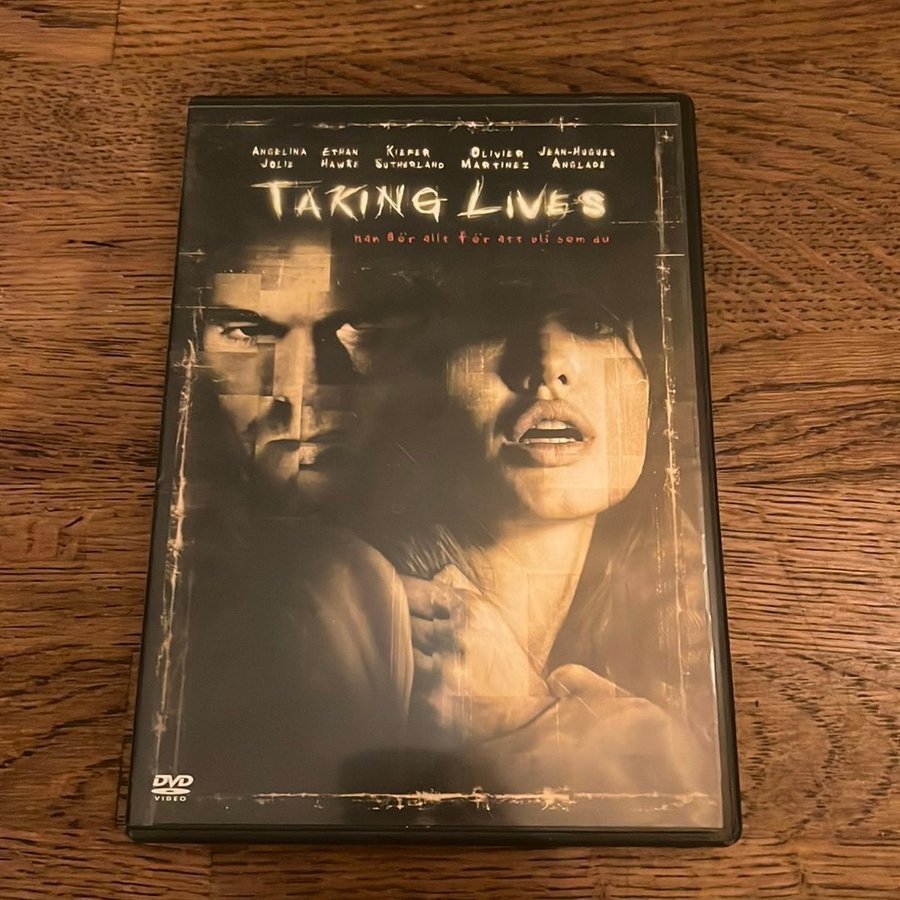 ANGELINA ETHAN KIEFER OLIVIER JEAN-HUGUES
JOLIE HAWKE SUTHERLAND MARTINEZ ANGLADE
TAKING LIVES
han gör allt för att bli som du
DVD
VIDEO